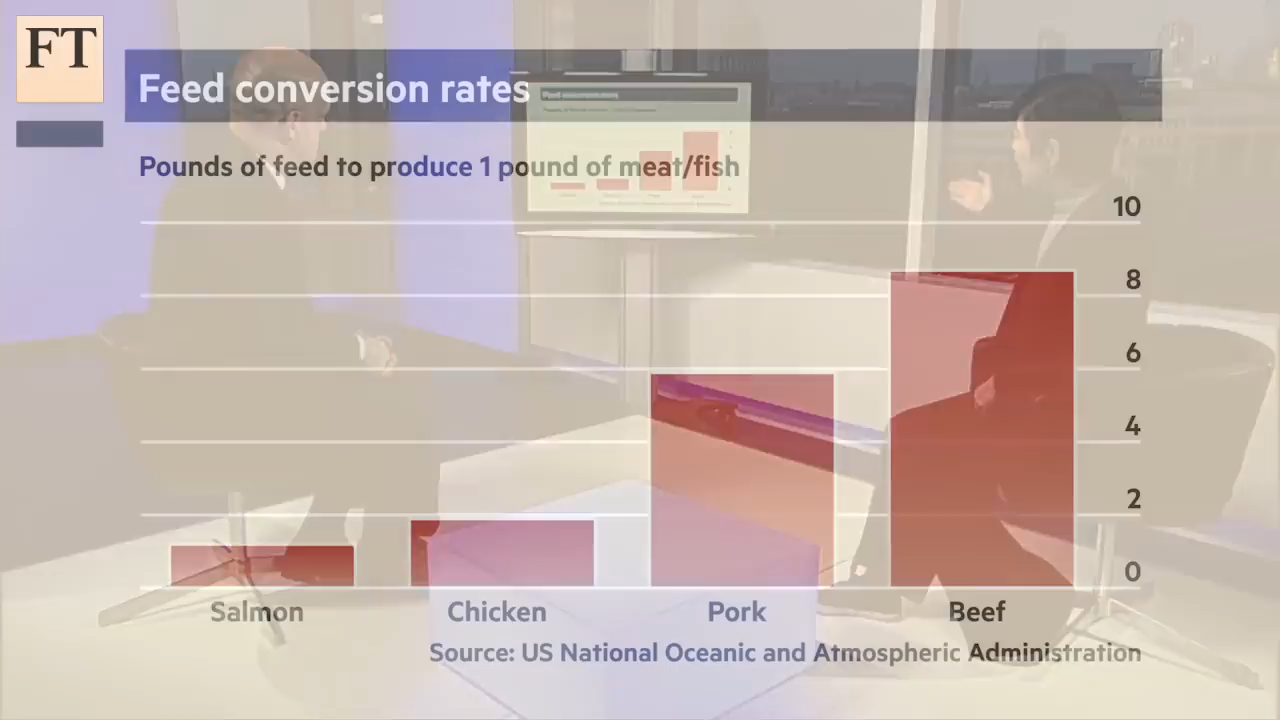 FT
Feed conversion rates
Pounds of feed to produce 1 pound of meat/fish
10
8
6
4
2
0
Salmon Chicken Pork Beef
Source: US National Oceanic and Atmospheric Administration